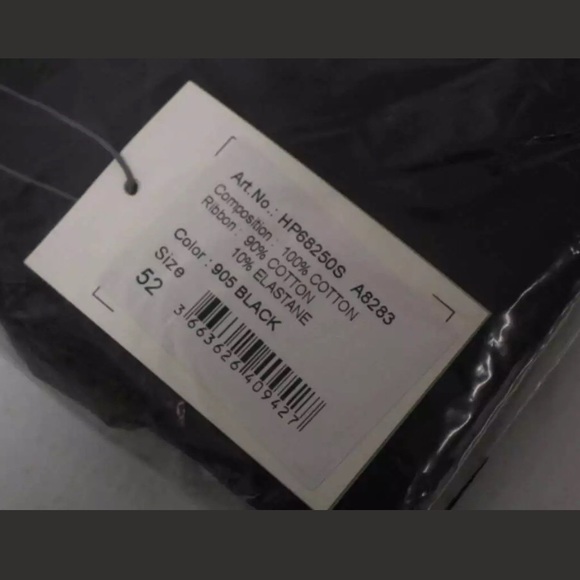 Art.No.: HP68250S A8283
Composition : 100% COTTON
Ribbon : 90% COTTON
10% ELASTANE
Color : 905 BLACK
Size
52
3663626409427